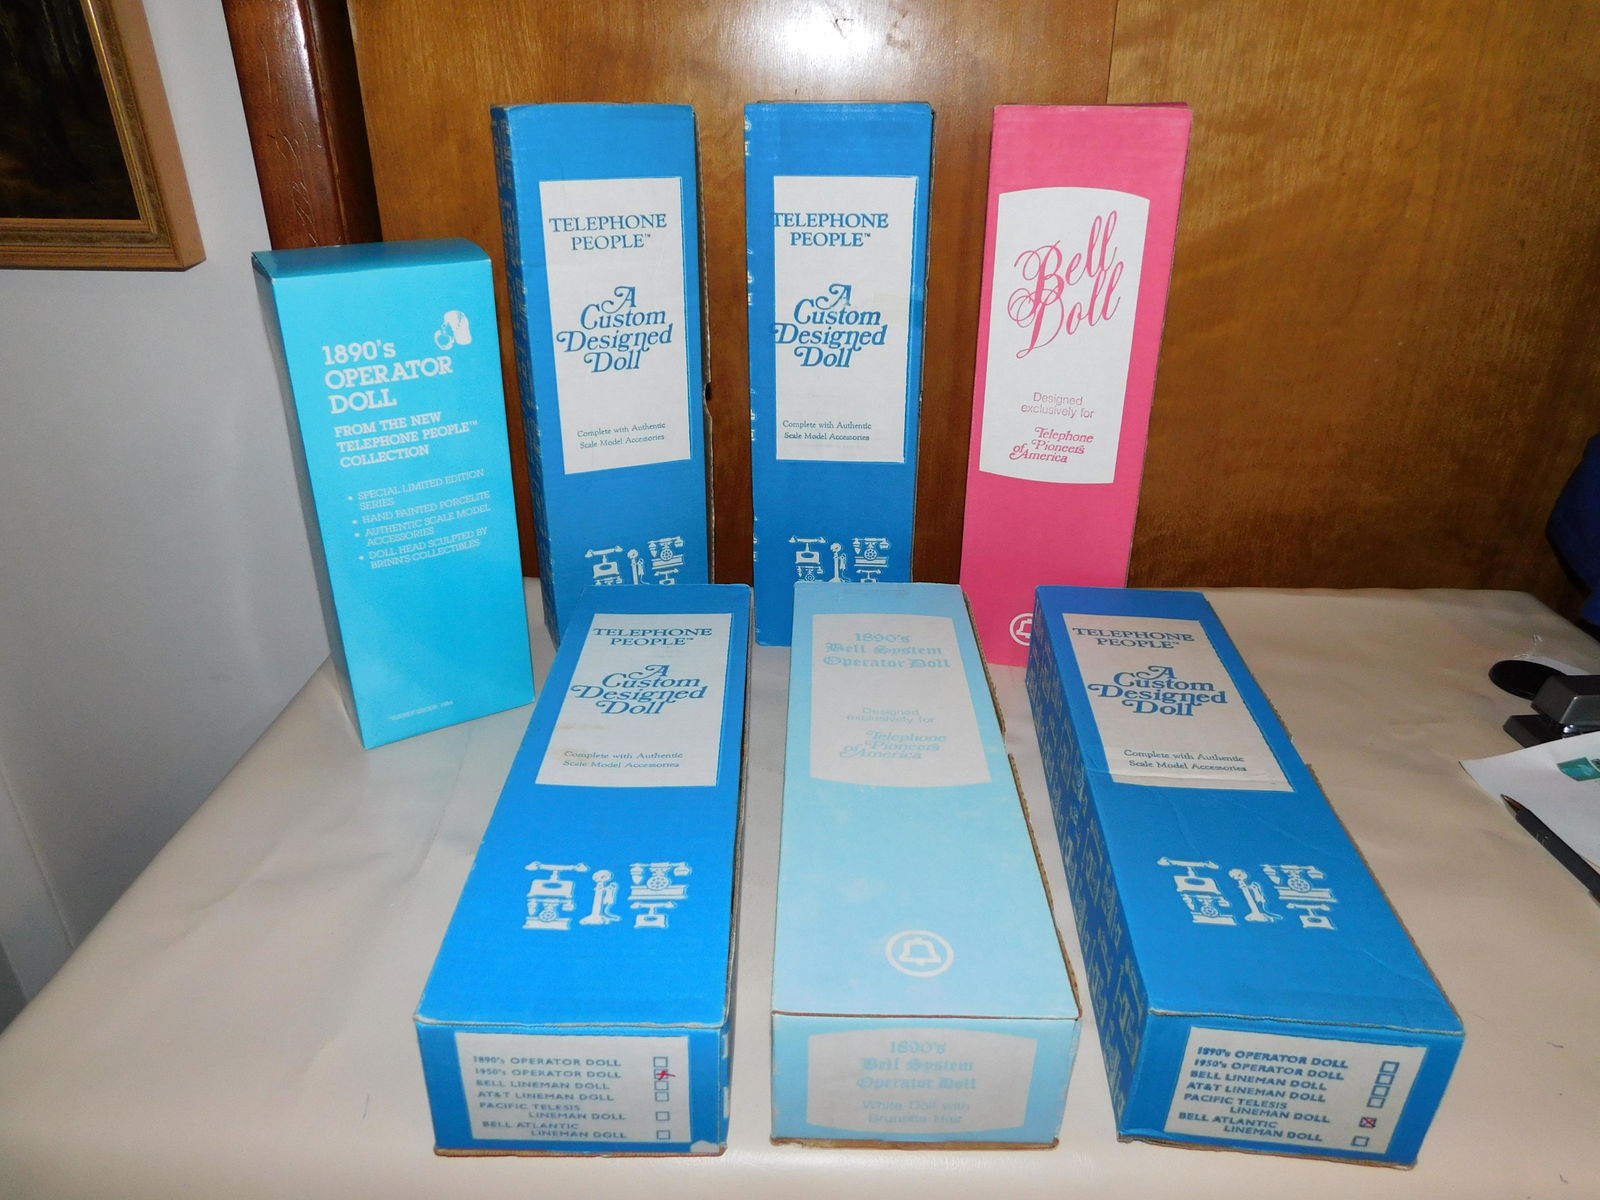 1890's
OPERATOR
DOLL
FROM THE NEW
TELEPHONE PEOPLE™
COLLECTION
• SPECIAL LIMITED EDITION
SERIES
• HAND PAINTED PORCELITE
• AUTHENTIC SCALE MODEL
ACCESSORIES
• DOLL HEAD SCULPTED BY
BRINN'S COLLECTIBLES
TELEPHONE
PEOPLE™
A
Custom
Designed
Doll
Complete with Authentic
Scale Model Accessories
TELEPHONE
PEOPLE™
A
Custom
Designed
Doll
Complete with Authentic
Scale Model Accessories
Bell
Doll
Designed
exclusively for
Telephone
Pioneers
of America
TELEPHONE
PEOPLE™
A
Custom
Designed
Doll
Complete with Authentic
Scale Model Accessories
1890's OPERATOR DOLL
1950's OPERATOR DOLL
BELL LINEMAN DOLL
AT&T LINEMAN DOLL
PACIFIC TELESIS
LINEMAN DOLL
BELL ATLANTIC
LINEMAN DOLL
1890's
Bell System
Operator Doll
Designed
exclusively for
Telephone
Pioneers
of America
1890's
Bell System
Operator Doll
White Doll with
Brunette Hair
TELEPHONE
PEOPLE™
A
Custom
Designed
Doll
Complete with Authentic
Scale Model Accessories
1890's OPERATOR DOLL
1950's OPERATOR DOLL
BELL LINEMAN DOLL
AT&T LINEMAN DOLL
PACIFIC TELESIS
LINEMAN DOLL
BELL ATLANTIC
LINEMAN DOLL